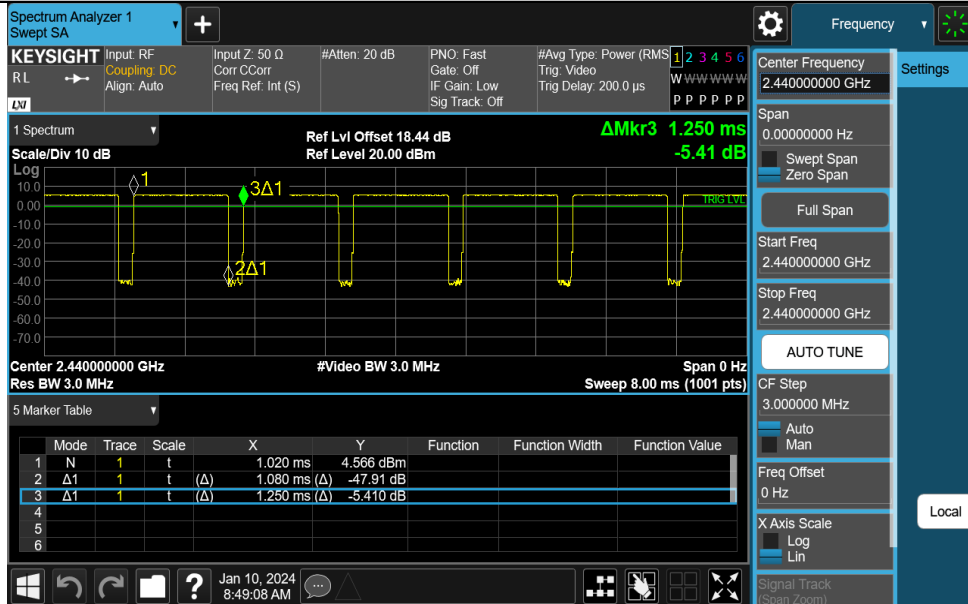 Spectrum Analyzer 1
Swept SA
Frequency
KEYSIGHT
RL
LXI
Input: RF
Coupling: DC
Align: Auto
Input Z: 50 Ω
Corr CCorr
Freq Ref: Int (S)
#Atten: 20 dB
PNO: Fast
Gate: Off
IF Gain: Low
Sig Track: Off
#Avg Type: Power (RMS
Trig: Video
Trig Delay: 200.0 µs
1 2 3 4 5 6
W W W W W W
P P P P P P
1 Spectrum
Scale/Div 10 dB
Ref Lvl Offset 18.44 dB
Ref Level 20.00 dBm
ΔMkr3 1.250 ms
-5.41 dB
Log
10.0
0.00
-10.0
-20.0
-30.0
-40.0
-50.0
-60.0
-70.0
1
3Δ1
2Δ1
TRIG LVL
Center 2.440000000 GHz
Res BW 3.0 MHz
#Video BW 3.0 MHz
Span 0 Hz
Sweep 8.00 ms (1001 pts)
5 Marker Table
Mode Trace Scale X Y Function Function Width Function Value
1 N 1 t 1.020 ms 4.566 dBm
2 Δ1 1 t (Δ) 1.080 ms (Δ) -47.91 dB
3 Δ1 1 t (Δ) 1.250 ms (Δ) -5.410 dB
4
5
6
Jan 10, 2024
8:49:08 AM
?
Center Frequency
2.440000000 GHz
Span
0.00000000 Hz
Swept Span
Zero Span
Full Span
Start Freq
2.440000000 GHz
Stop Freq
2.440000000 GHz
AUTO TUNE
CF Step
3.000000 MHz
Auto
Man
Freq Offset
0 Hz
X Axis Scale
Log
Lin
Signal Track
(Span Zoom)
Settings
Local